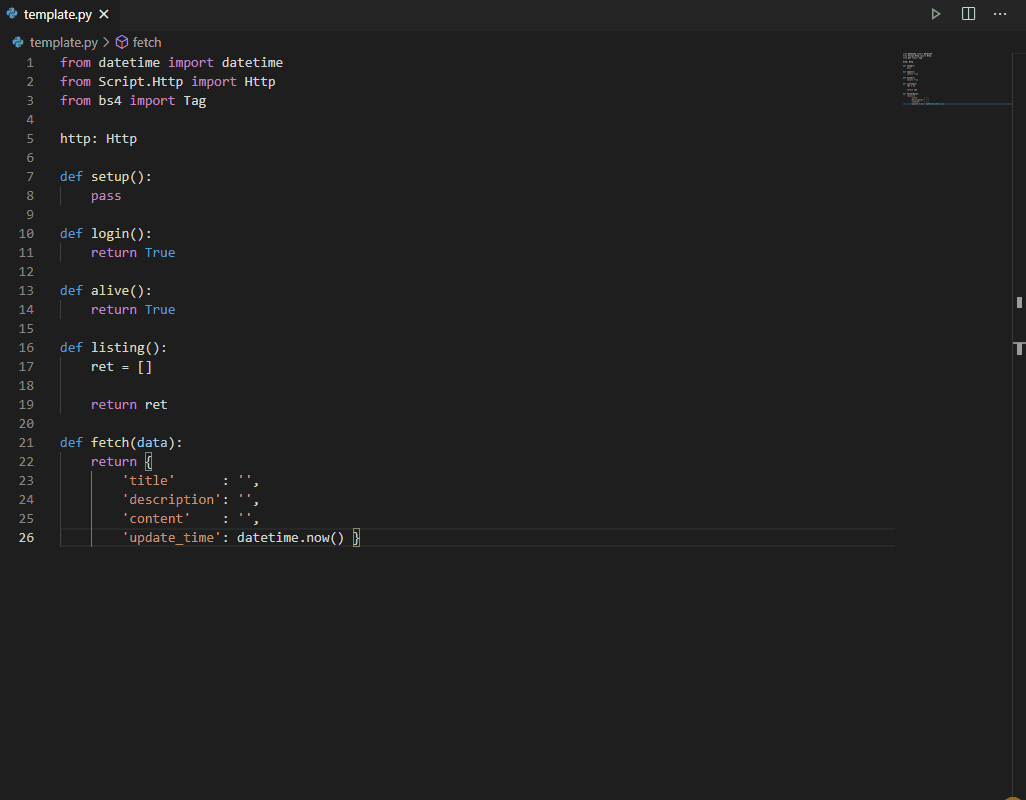 template.py
template.py > fetch
1 from datetime import datetime
2 from Script.Http import Http
3 from bs4 import Tag
4
5 http: Http
6
7 def setup():
8     pass
9
10 def login():
11     return True
12
13 def alive():
14     return True
15
16 def listing():
17     ret = []
18
19     return ret
20
21 def fetch(data):
22     return {
23         'title'      : '',
24         'description': '',
25         'content'    : '',
26         'update_time': datetime.now() }